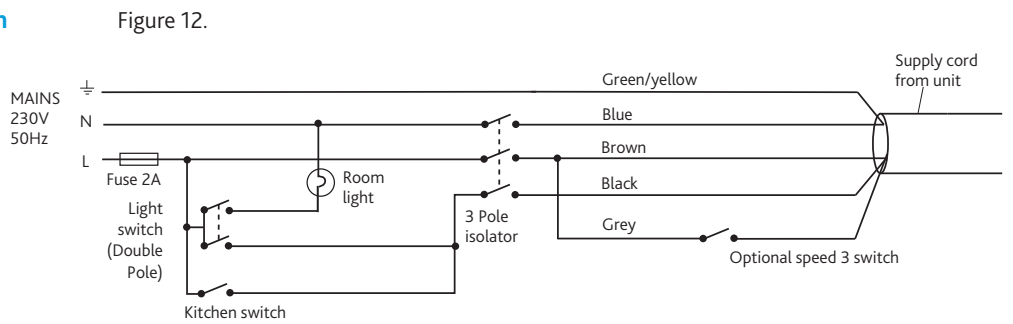 n
Figure 12.
Supply cord
from unit
Green/yellow
MAINS
230V
50Hz
N
Blue
L
Brown
Fuse 2A
Room
light
Black
Light
switch
(Double
Pole)
3 Pole
isolator
Grey
Optional speed 3 switch
Kitchen switch